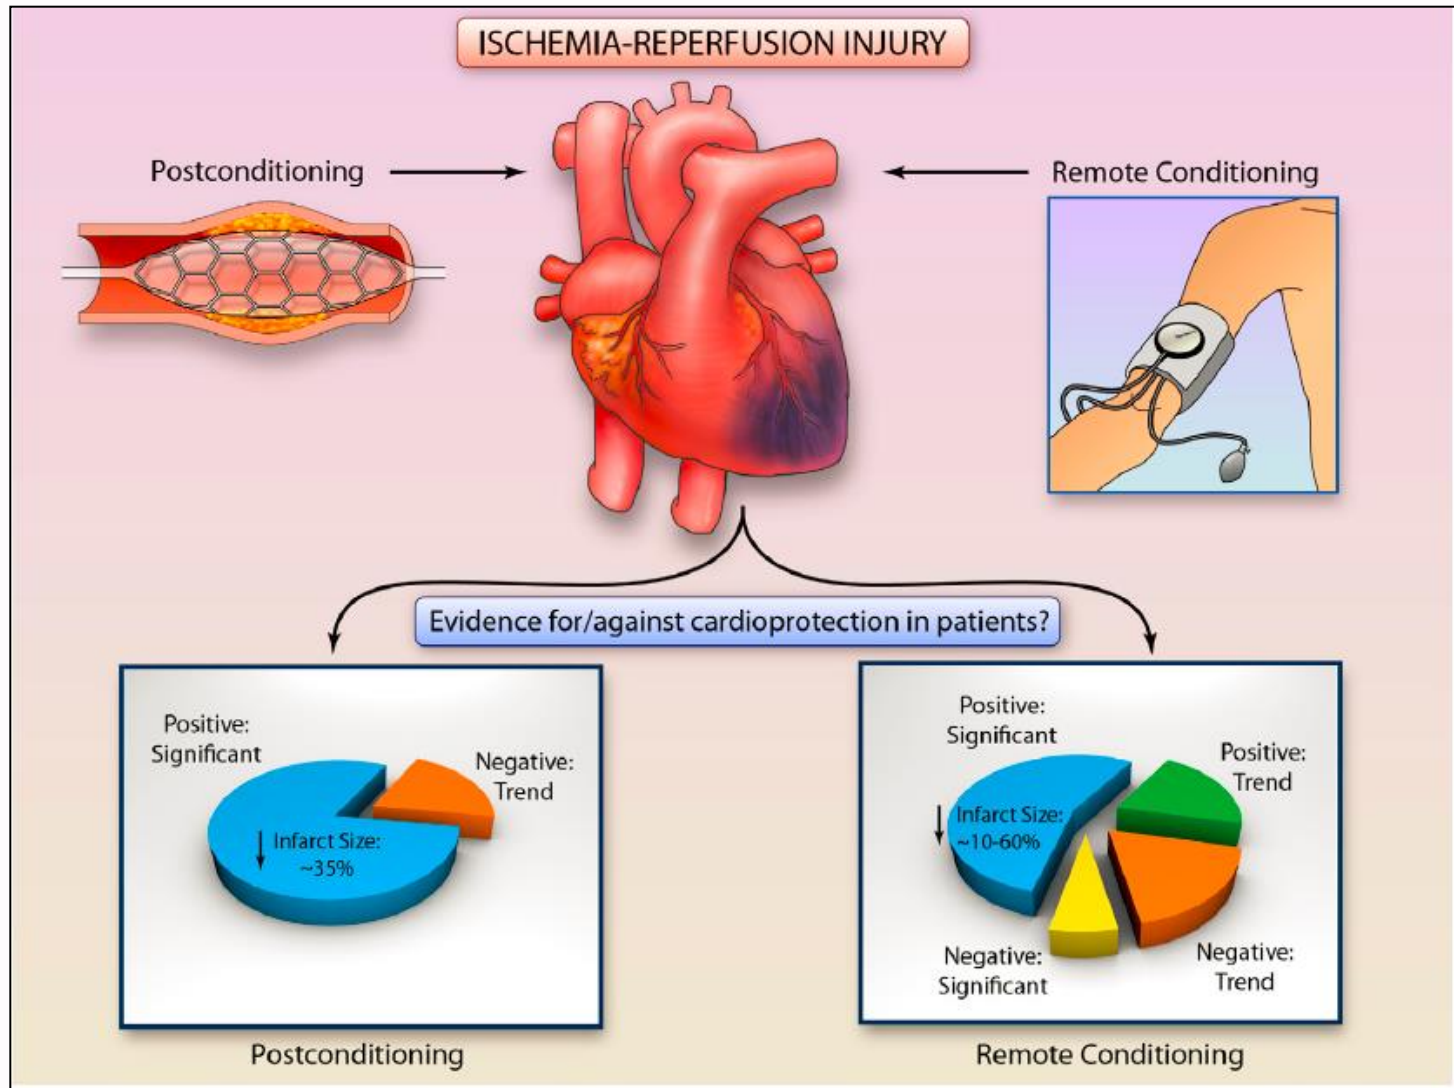 ISCHEMIA-REPERFUSION INJURY
Postconditioning
Remote Conditioning
Evidence for/against cardioprotection in patients?
Positive:
Significant
Negative:
Trend
↓ Infarct Size:
~35%
Postconditioning
Positive:
Significant
Positive:
Trend
↓ Infarct Size:
~10-60%
Negative:
Significant
Negative:
Trend
Remote Conditioning